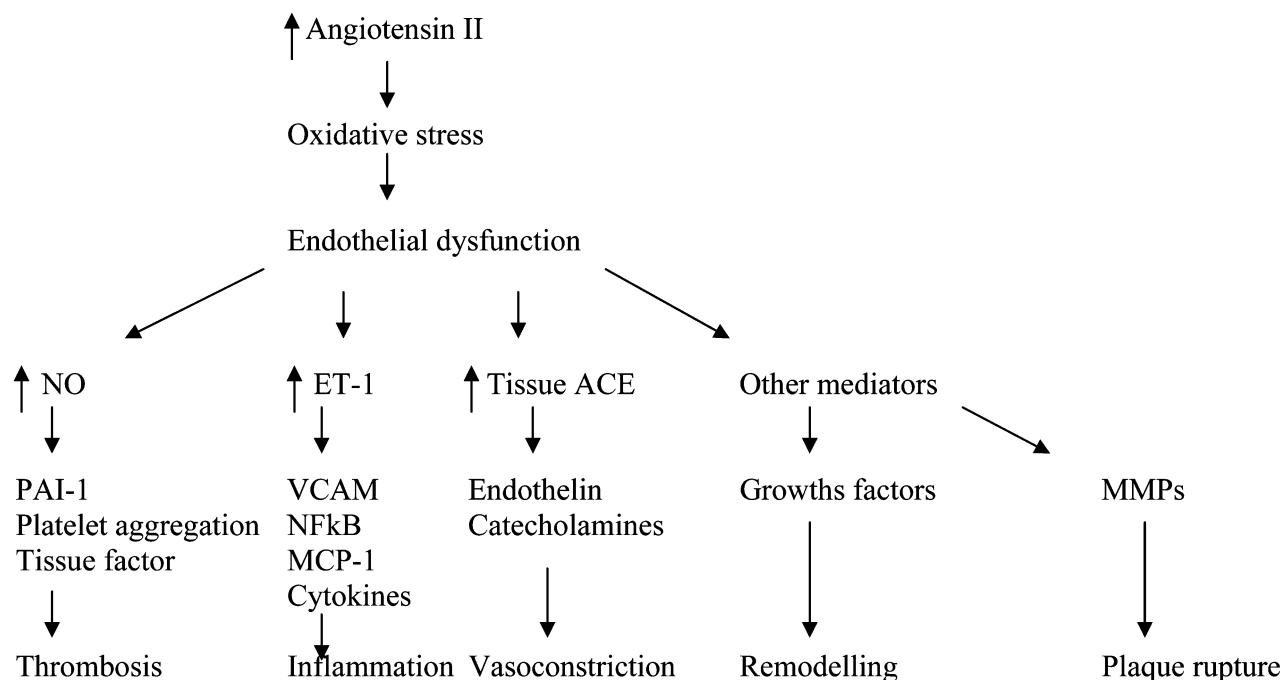 Angiotensin II
Oxidative stress
Endothelial dysfunction
NO
ET-1
Tissue ACE
Other mediators
PAI-1
Platelet aggregation
Tissue factor
VCAM
NFkB
MCP-1
Cytokines
Endothelin
Catecholamines
Growths factors
MMPs
Thrombosis
Inflammation
Vasoconstriction
Remodelling
Plaque rupture